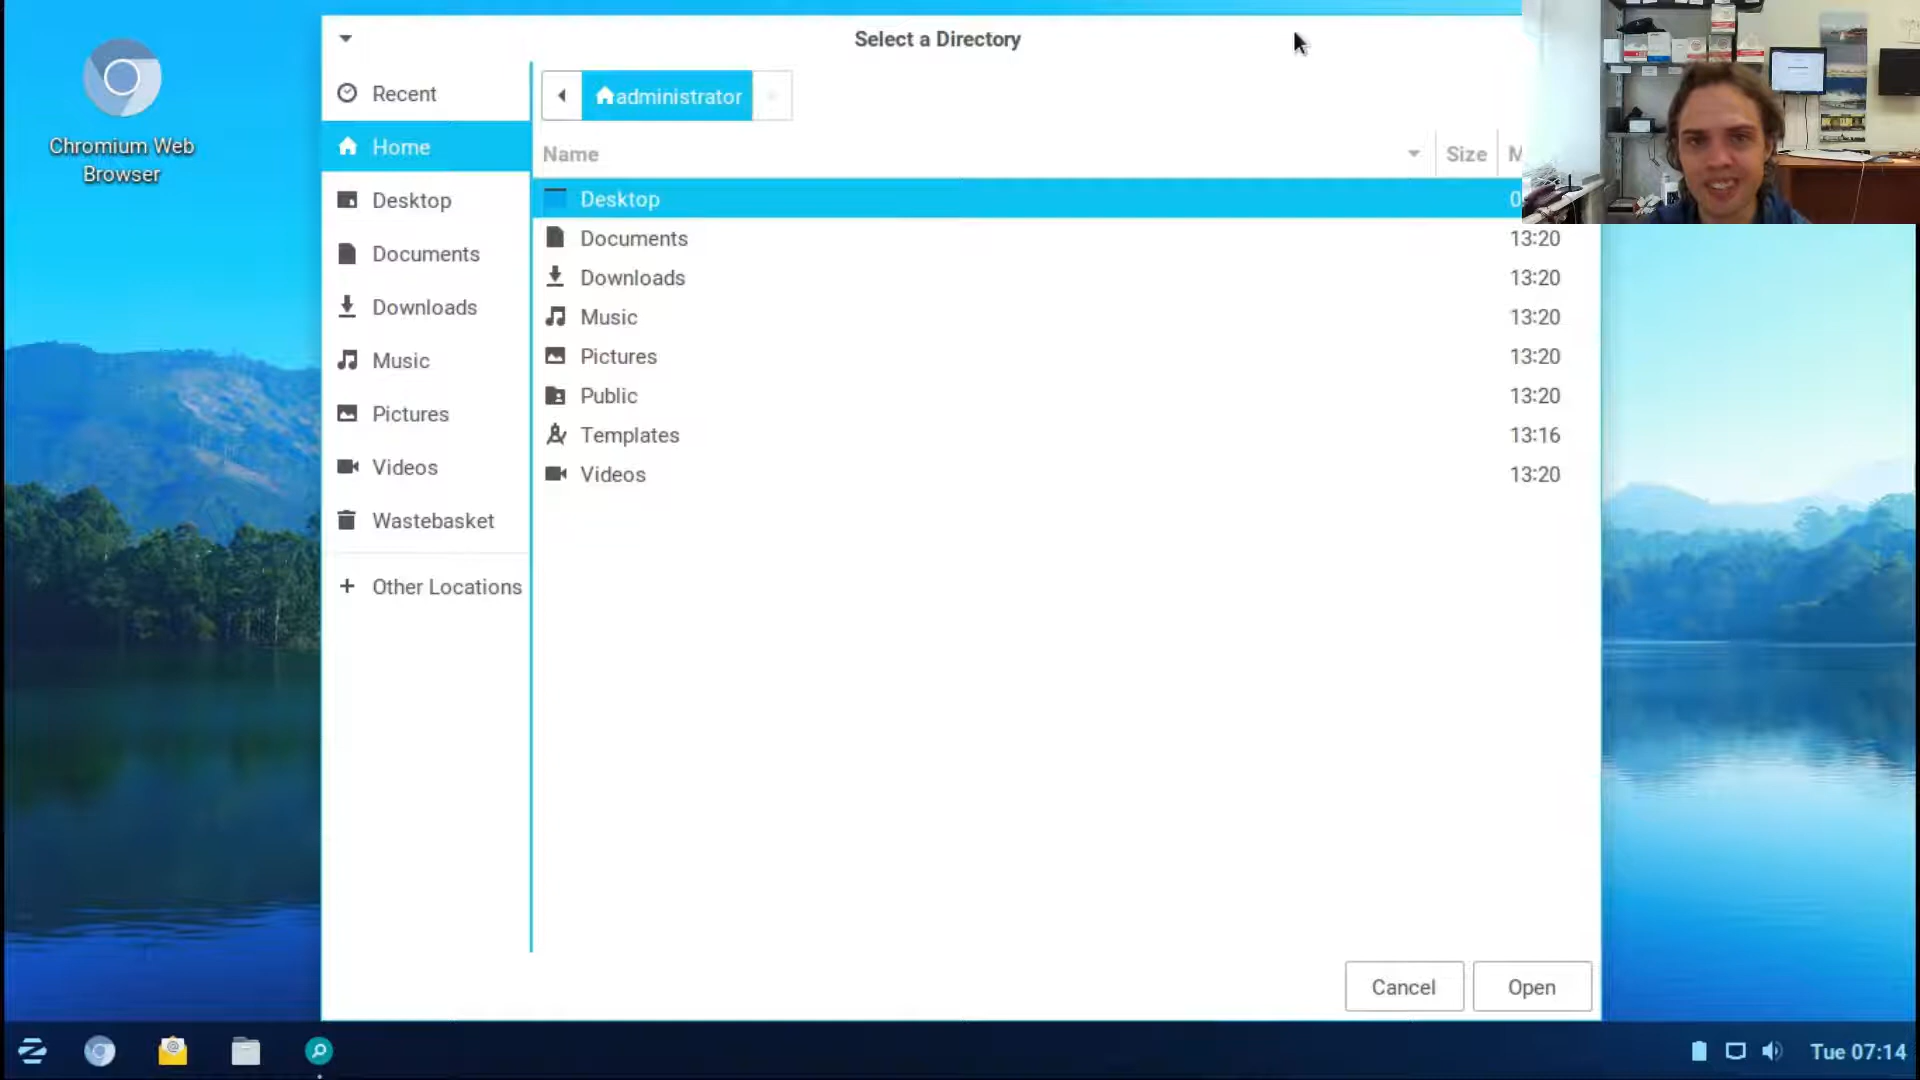 Select a Directory
Chromium Web
Browser
Recent
Home
Desktop
Documents
Downloads
Music
Pictures
Videos
Wastebasket
Other Locations
administrator
Name Size M
Desktop 0
Documents 13:20
Downloads 13:20
Music 13:20
Pictures 13:20
Public 13:20
Templates 13:16
Videos 13:20
Cancel Open
Tue 07:14